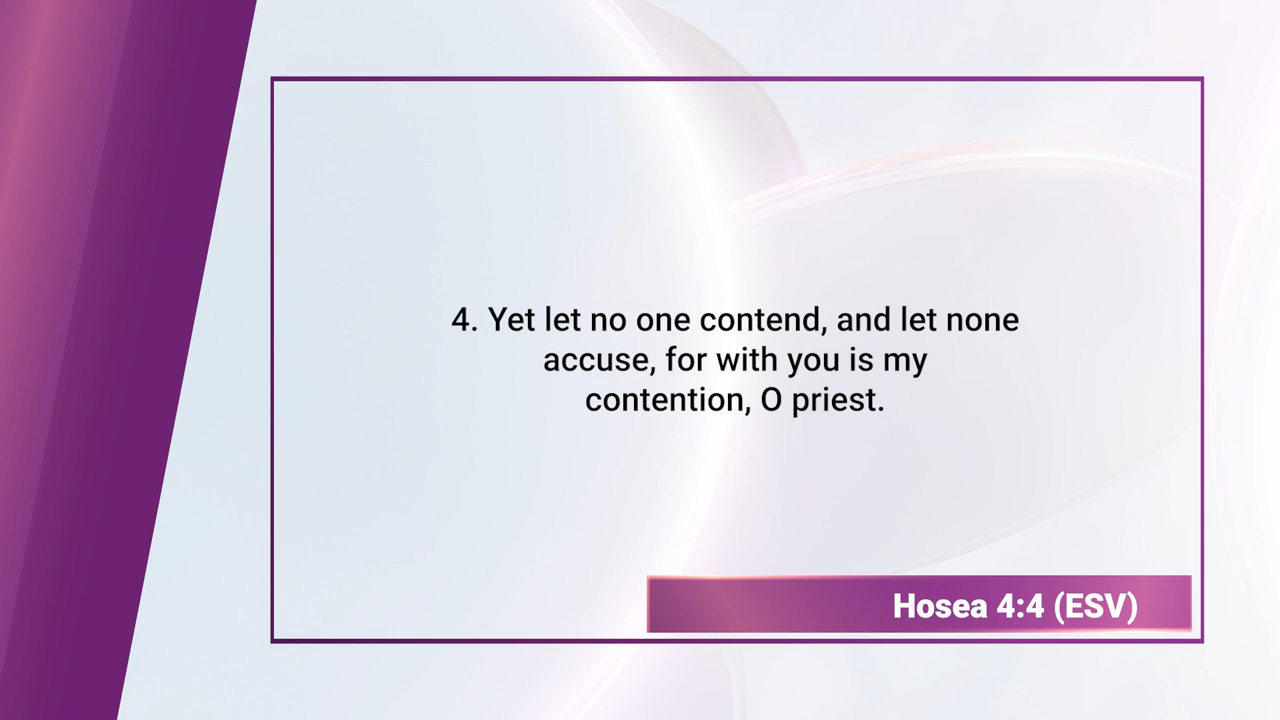 4. Yet let no one contend, and let none
accuse, for with you is my
contention, O priest.
Hosea 4:4 (ESV)